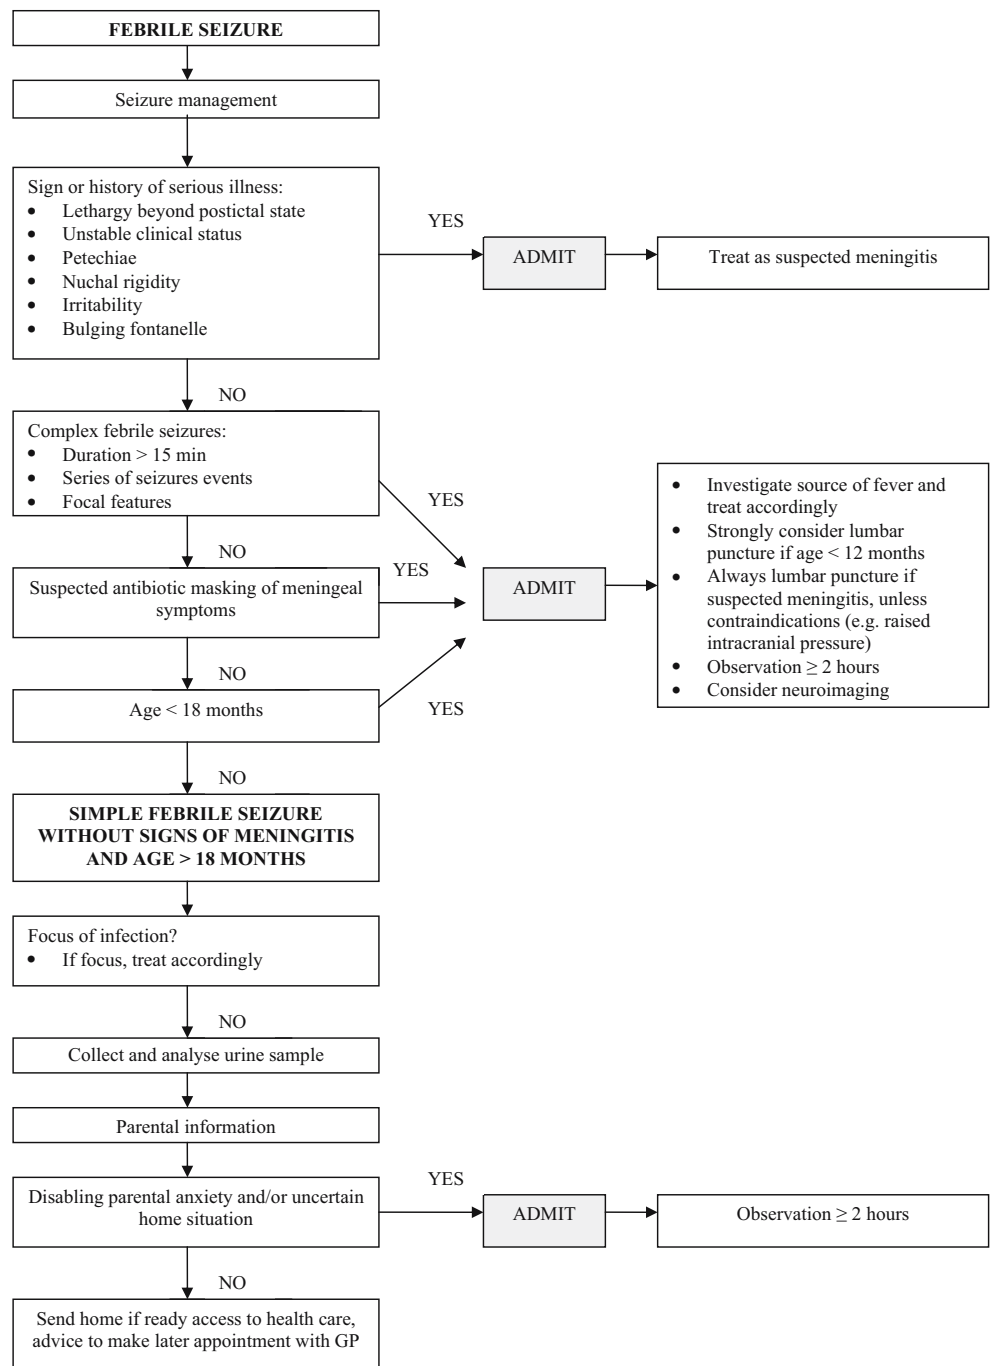 FEBRILE SEIZURE
Seizure management
Sign or history of serious illness:
• Lethargy beyond postictal state
• Unstable clinical status
• Petechiae
• Nuchal rigidity
• Irritability
• Bulging fontanelle
YES
ADMIT
Treat as suspected meningitis
NO
Complex febrile seizures:
• Duration > 15 min
• Series of seizures events
• Focal features
YES
NO
Suspected antibiotic masking of meningeal
symptoms
YES
ADMIT
• Investigate source of fever and
treat accordingly
• Strongly consider lumbar
puncture if age < 12 months
• Always lumbar puncture if
suspected meningitis, unless
contraindications (e.g. raised
intracranial pressure)
• Observation ≥ 2 hours
• Consider neuroimaging
NO
Age < 18 months
YES
NO
SIMPLE FEBRILE SEIZURE
WITHOUT SIGNS OF MENINGITIS
AND AGE > 18 MONTHS
Focus of infection?
• If focus, treat accordingly
NO
Collect and analyse urine sample
Parental information
Disabling parental anxiety and/or uncertain
home situation
YES
ADMIT
Observation ≥ 2 hours
NO
Send home if ready access to health care,
advice to make later appointment with GP